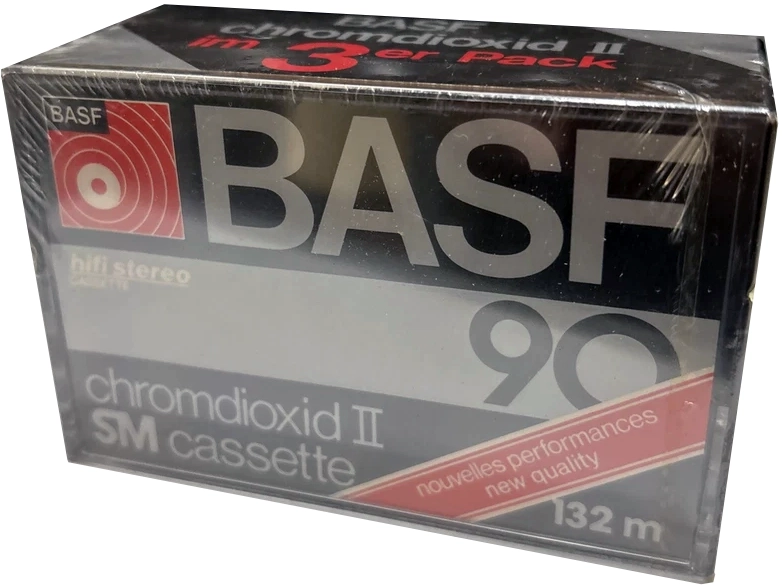 BASF
chromdioxid II
im 3er Pack
BASF
BASF
hifi stereo
CASSETTE
90
chromdioxid II
SM cassette
nouvelles performances
new quality
132 m